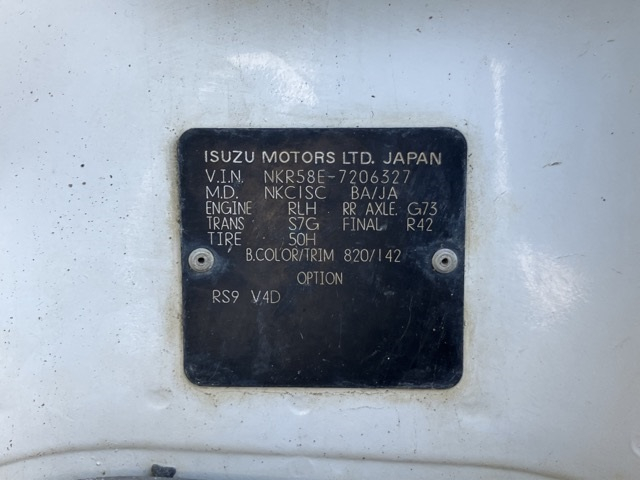 ISUZU MOTORS LTD. JAPAN
V.I.N. NKR58E-7206327
M.D. NKC1SC BA/JA
ENGINE RLH RR AXLE. G73
TRANS S7G FINAL R42
TIRE 50H
B.COLOR/TRIM 820/142
OPTION
RS9 V4D